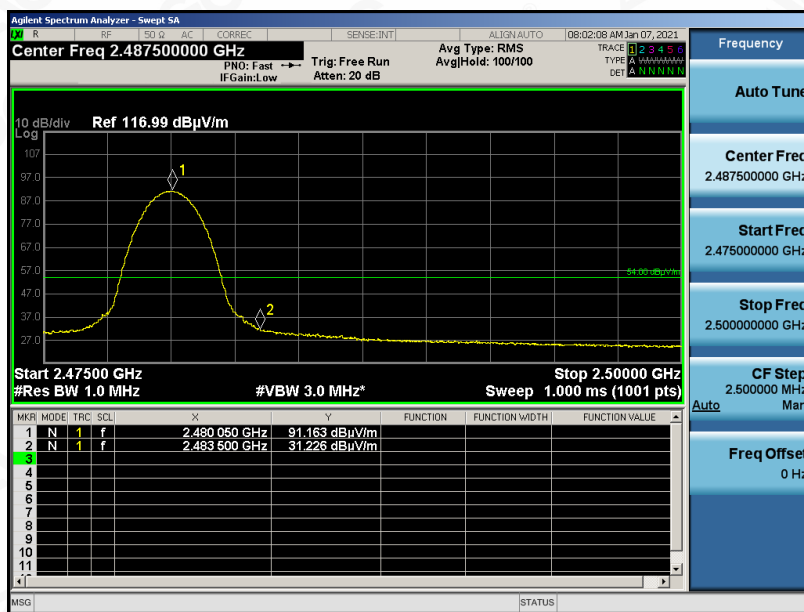 Agilent Spectrum Analyzer - Swept SA
LXI R RF 50 Ω AC CORREC SENSE:INT ALIGN AUTO 08:02:08 AM Jan 07, 2021
Center Freq 2.487500000 GHz Avg Type: RMS TRACE 1 2 3 4 5 6
PNO: Fast Trig: Free Run Avg|Hold: 100/100 TYPE A WWWWW
IFGain:Low Atten: 20 dB DET A N N N N N
10 dB/div Ref 116.99 dBµV/m
Log
107
97.0
87.0
77.0
67.0
57.0
47.0
37.0
27.0
1
2
54.00 dBµV/m
Start 2.47500 GHz Stop 2.50000 GHz
#Res BW 1.0 MHz #VBW 3.0 MHz* Sweep 1.000 ms (1001 pts)
MKR MODE TRC SCL X Y FUNCTION FUNCTION WIDTH FUNCTION VALUE
1 N 1 f 2.480 050 GHz 91.163 dBµV/m
2 N 1 f 2.483 500 GHz 31.226 dBµV/m
3
4
5
6
7
8
9
10
11
MSG STATUS
Frequency
Auto Tune
Center Freq
2.487500000 GHz
Start Freq
2.475000000 GHz
Stop Freq
2.500000000 GHz
CF Step
2.500000 MHz
Auto Man
Freq Offset
0 Hz